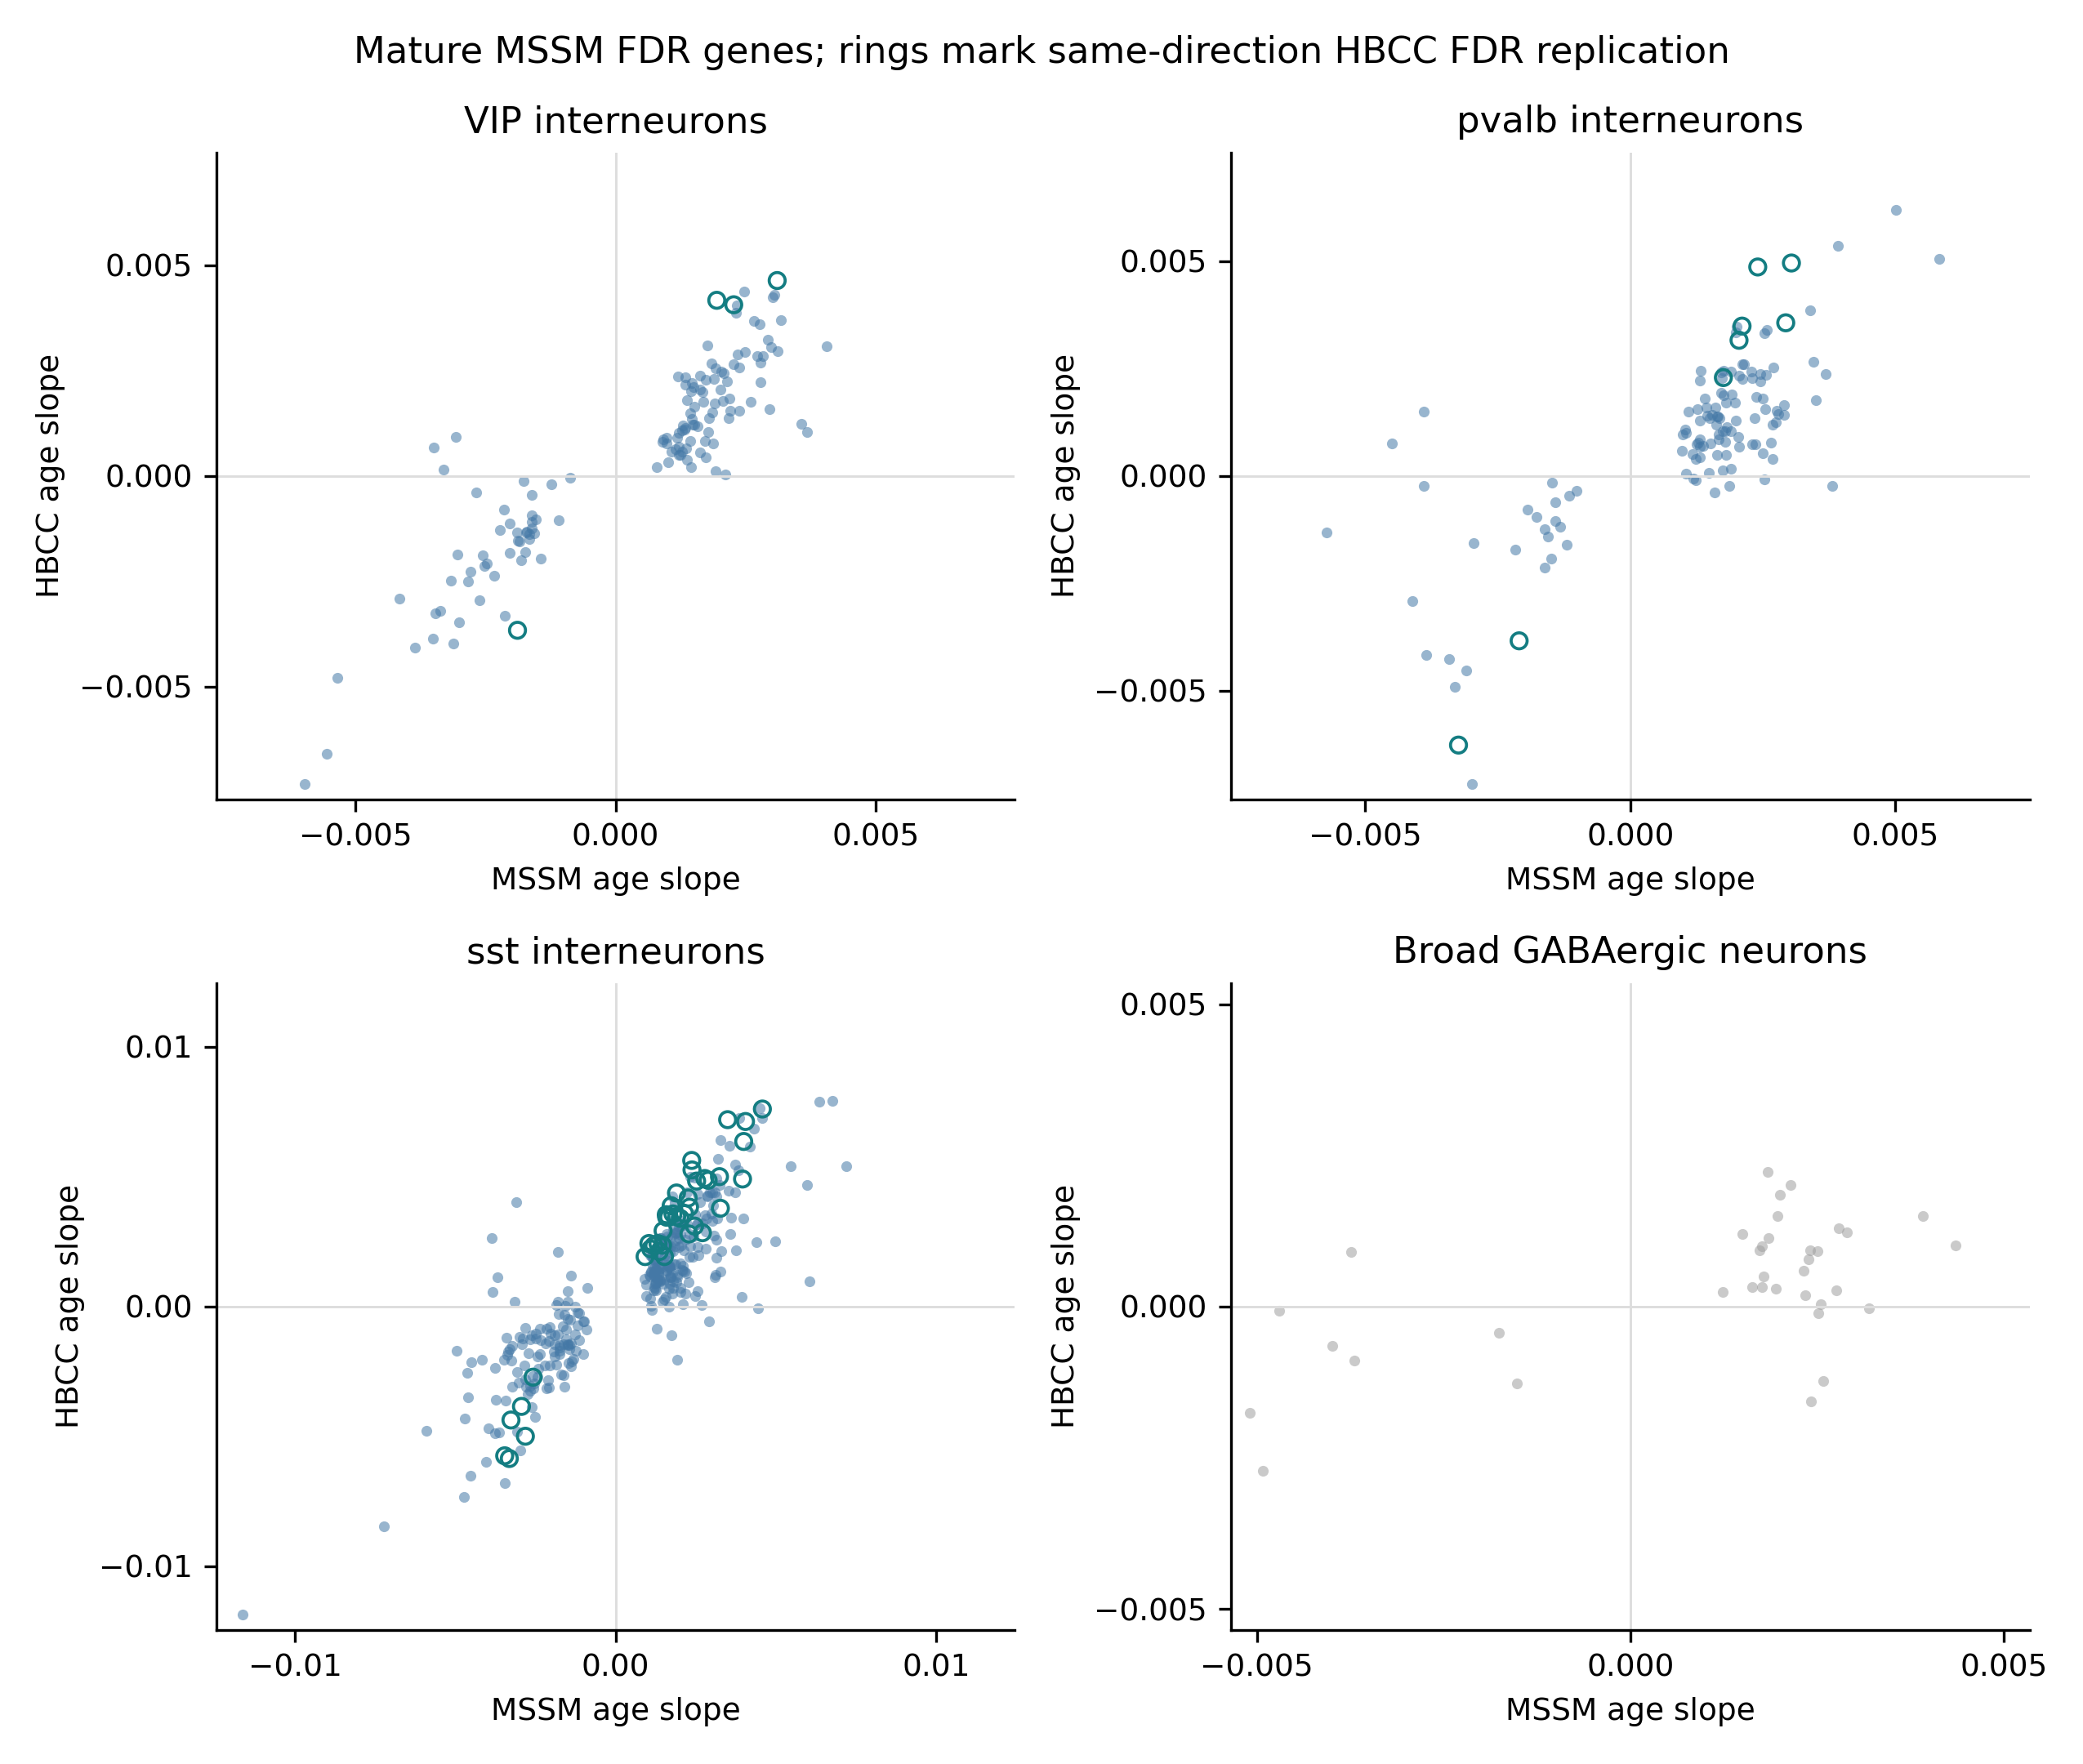 Mature MSSM FDR genes; rings mark same-direction HBCC FDR replication
VIP interneurons
0.005
0.000
−0.005
HBCC age slope
−0.005
0.000
0.005
MSSM age slope
pvalb interneurons
0.005
0.000
−0.005
HBCC age slope
−0.005
0.000
0.005
MSSM age slope
sst interneurons
0.01
0.00
−0.01
HBCC age slope
−0.01
0.00
0.01
MSSM age slope
Broad GABAergic neurons
0.005
0.000
−0.005
HBCC age slope
−0.005
0.000
0.005
MSSM age slope